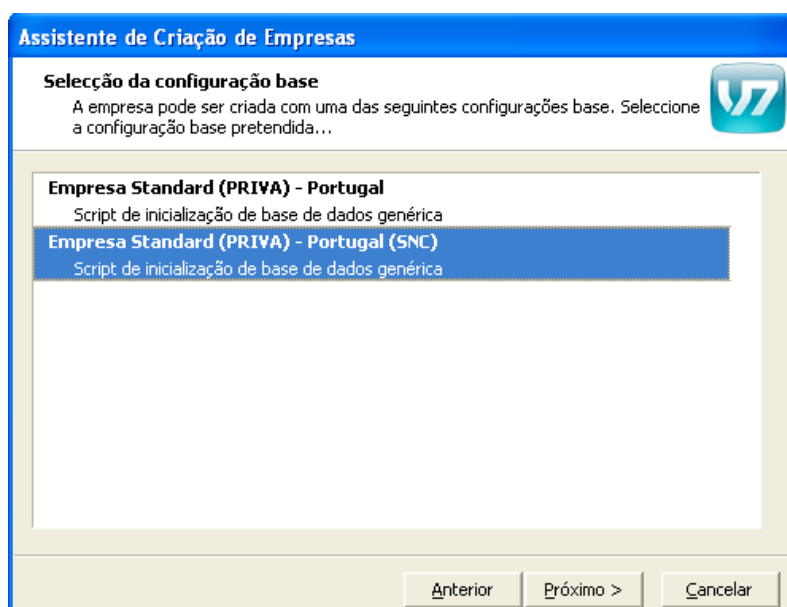 Assistente de Criação de Empresas
Selecção da configuração base
A empresa pode ser criada com uma das seguintes configurações base. Seleccione
a configuração base pretendida...
V7
Empresa Standard (PRIVA) - Portugal
Script de inicialização de base de dados genérica
Empresa Standard (PRIVA) - Portugal (SNC)
Script de inicialização de base de dados genérica
Anterior
Próximo >
Cancelar